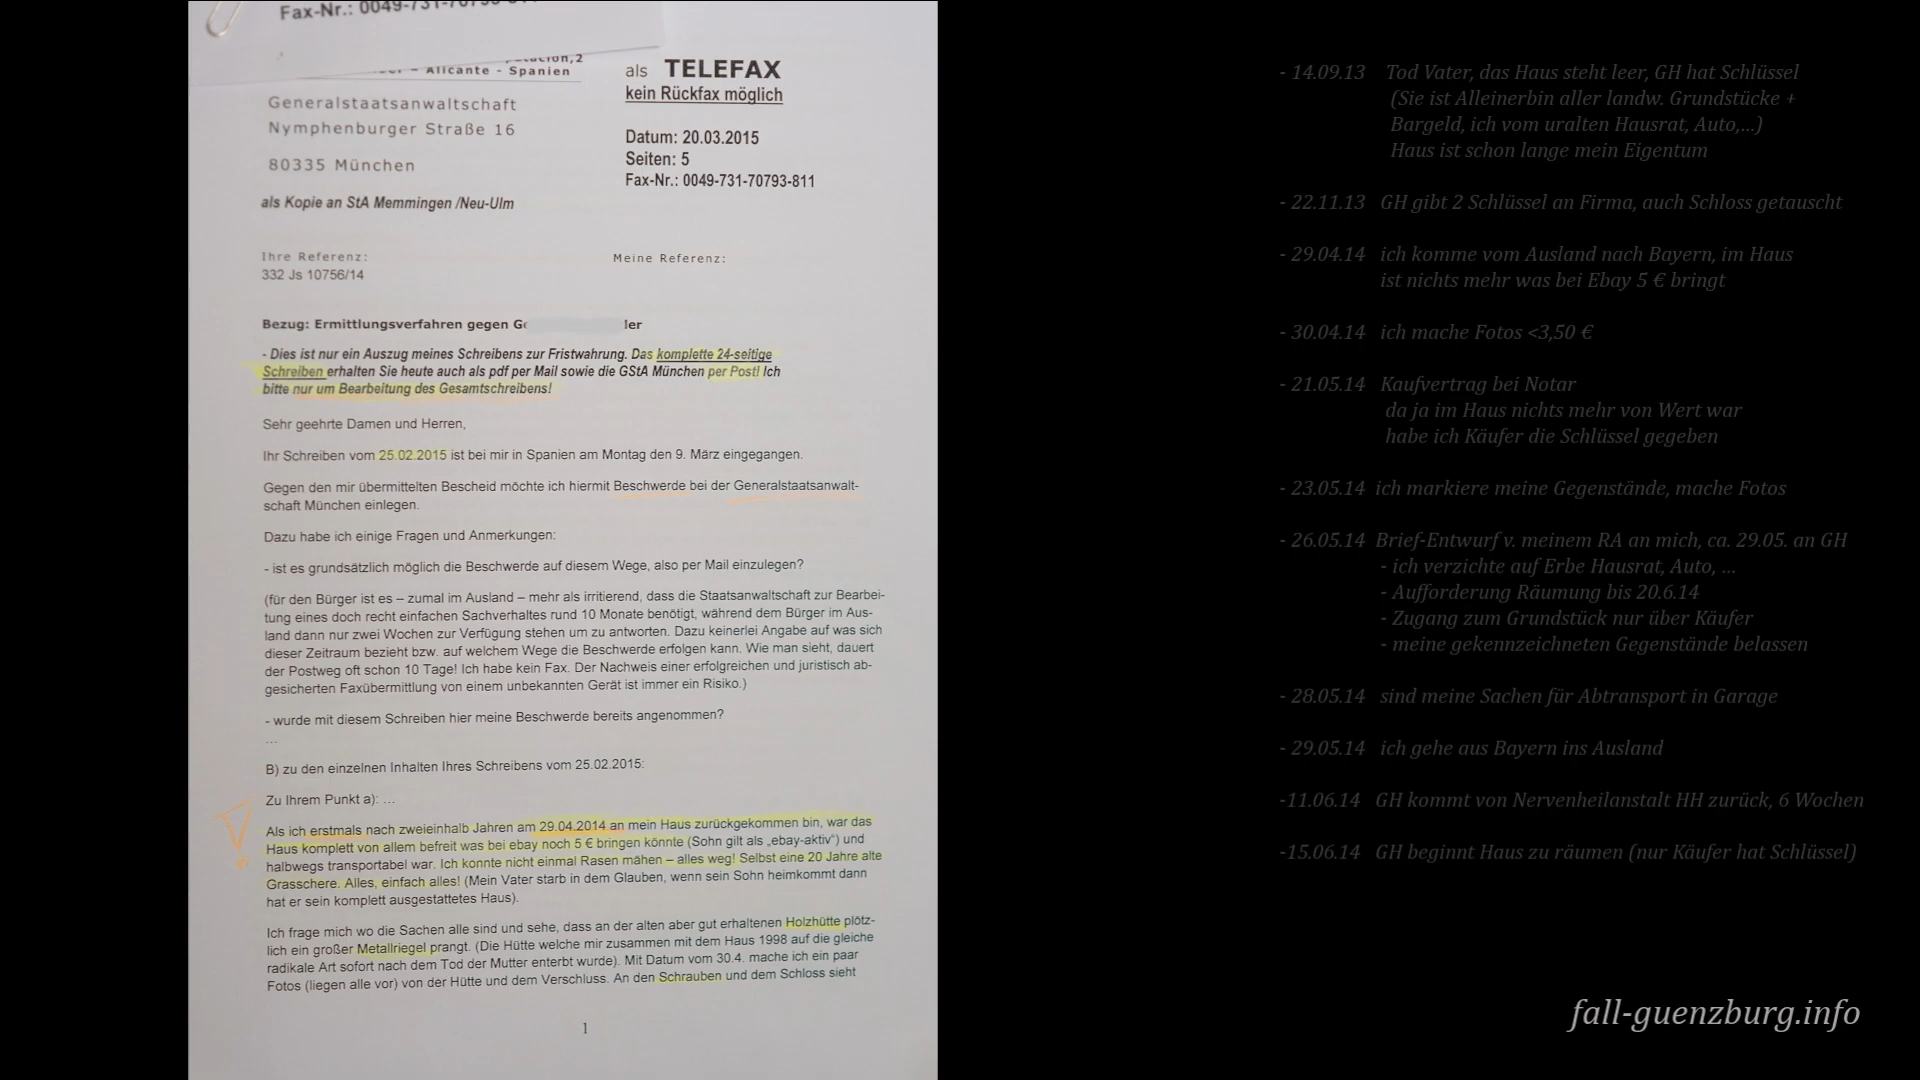 Fax-Nr.: 0049-731-70793-811
Alicante - Spanien
als TELEFAX
kein Rückfax möglich
Generalstaatsanwaltschaft
Nymphenburger Straße 16
80335 München
Datum: 20.03.2015
Seiten: 5
Fax-Nr.: 0049-731-70793-811
als Kopie an StA Memmingen /Neu-Ulm
Ihre Referenz:
332 Js 10756/14
Meine Referenz:
Bezug: Ermittlungsverfahren gegen G ler
- Dies ist nur ein Auszug meines Schreibens zur Fristwahrung. Das komplette 24-seitige
Schreiben erhalten Sie heute auch als pdf per Mail sowie die GStA München per Post! Ich
bitte nur um Bearbeitung des Gesamtschreibens!
Sehr geehrte Damen und Herren,
Ihr Schreiben vom 25.02.2015 ist bei mir in Spanien am Montag den 9. März eingegangen.
Gegen den mir übermittelten Bescheid möchte ich hiermit Beschwerde bei der Generalstaatsanwalt-
schaft München einlegen.
Dazu habe ich einige Fragen und Anmerkungen:
- ist es grundsätzlich möglich die Beschwerde auf diesem Wege, also per Mail einzulegen?
(für den Bürger ist es – zumal im Ausland – mehr als irritierend, dass die Staatsanwaltschaft zur Bearbei-
tung eines doch recht einfachen Sachverhaltes rund 10 Monate benötigt, während dem Bürger im Aus-
land dann nur zwei Wochen zur Verfügung stehen um zu antworten. Dazu keinerlei Angabe auf was sich
dieser Zeitraum bezieht bzw. auf welchem Wege die Beschwerde erfolgen kann. Wie man sieht, dauert
der Postweg oft schon 10 Tage! Ich habe kein Fax. Der Nachweis einer erfolgreichen und juristisch ab-
gesicherten Faxübermittlung von einem unbekannten Gerät ist immer ein Risiko.)
- wurde mit diesem Schreiben hier meine Beschwerde bereits angenommen?
...
B) zu den einzelnen Inhalten Ihres Schreibens vom 25.02.2015:
Zu Ihrem Punkt a): ...
Als ich erstmals nach zweieinhalb Jahren am 29.04.2014 an mein Haus zurückgekommen bin, war das
Haus komplett von allem befreit was bei ebay noch 5 € bringen könnte (Sohn gilt als „ebay-aktiv") und
halbwegs transportabel war. Ich konnte nicht einmal Rasen mähen – alles weg! Selbst eine 20 Jahre alte
Grasschere. Alles, einfach alles! (Mein Vater starb in dem Glauben, wenn sein Sohn heimkommt dann
hat er sein komplett ausgestattetes Haus).
Ich frage mich wo die Sachen alle sind und sehe, dass an der alten aber gut erhaltenen Holzhütte plötz-
lich ein großer Metallriegel prangt. (Die Hütte welche mir zusammen mit dem Haus 1998 auf die gleiche
radikale Art sofort nach dem Tod der Mutter enterbt wurde). Mit Datum vom 30.4. mache ich ein paar
Fotos (liegen alle vor) von der Hütte und dem Verschluss. An den Schrauben und dem Schloss sieht
1
- 14.09.13 Tod Vater, das Haus steht leer, GH hat Schlüssel
(Sie ist Alleinerbin aller landw. Grundstücke +
Bargeld, ich vom uralten Hausrat, Auto,...)
Haus ist schon lange mein Eigentum
- 22.11.13 GH gibt 2 Schlüssel an Firma, auch Schloss getauscht
- 29.04.14 ich komme vom Ausland nach Bayern, im Haus
ist nichts mehr was bei Ebay 5 € bringt
- 30.04.14 ich mache Fotos <3,50 €
- 21.05.14 Kaufvertrag bei Notar
da ja im Haus nichts mehr von Wert war
habe ich Käufer die Schlüssel gegeben
- 23.05.14 ich markiere meine Gegenstände, mache Fotos
- 26.05.14 Brief-Entwurf v. meinem RA an mich, ca. 29.05. an GH
- ich verzichte auf Erbe Hausrat, Auto, ...
- Aufforderung Räumung bis 20.6.14
- Zugang zum Grundstück nur über Käufer
- meine gekennzeichneten Gegenstände belassen
- 28.05.14 sind meine Sachen für Abtransport in Garage
- 29.05.14 ich gehe aus Bayern ins Ausland
-11.06.14 GH kommt von Nervenheilanstalt HH zurück, 6 Wochen
-15.06.14 GH beginnt Haus zu räumen (nur Käufer hat Schlüssel)
fall-guenzburg.info